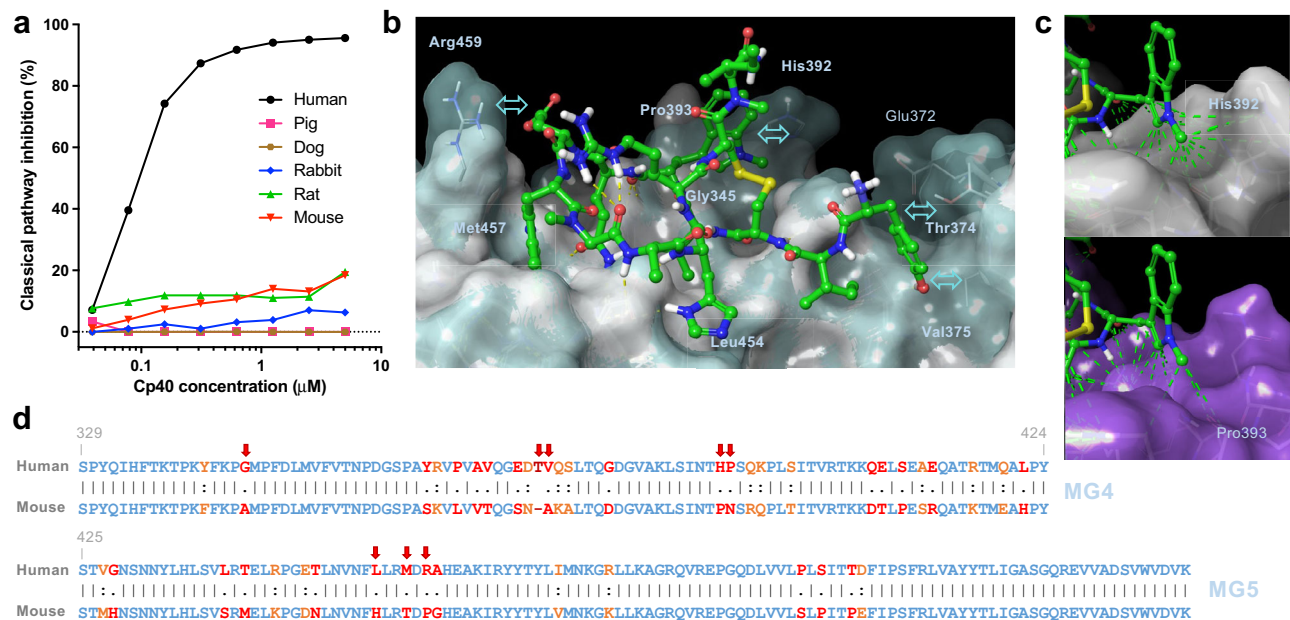 a
Classical pathway inhibition (%)
100
80
60
40
20
0
0.1
1
10
Cp40 concentration (μM)
Human
Pig
Dog
Rabbit
Rat
Mouse
b
Arg459
His392
Pro393
Glu372
Gly345
Met457
Thr374
Leu454
Val375
c
His392
Pro393
d
329
424
Human SPYQIHFTKTPKYFKPGMPFDLMVFVTNPDGSPAYRVPVAVQGEDTVQSLTQGDGVAKLSINTHPSQKPLSITVRTKKQELSEAEQATRTMQALPY
Mouse SPYQIHFTKTPKFFKPAMPFDLMVFVTNPDGSPASKVLVVTQGSN-AKALTQDDGVAKLSINTPNSRQPLTITVRTKKDTLPESRQATKTMEAHPY
MG4
425
Human STVGNSNNYLHLSVLRTELRPGETLNVNFLLRMDRAHEAKIRYYTYLIMNKGRLLKAGRQVREPGQDLVVLPLSITTDFIPSFRLVAYYTLIGASGQREVVADSVWVDVK
Mouse STMHNSNNYLHLSVSRMELKPGDNLNVNFHLRTDPGHEAKIRYYTYLVMNKGKLLKAGRQVREPGQDLVVLSLPITPEFIPSFRLVAYYTLIGASGQREVVADSVWVDVK
MG5